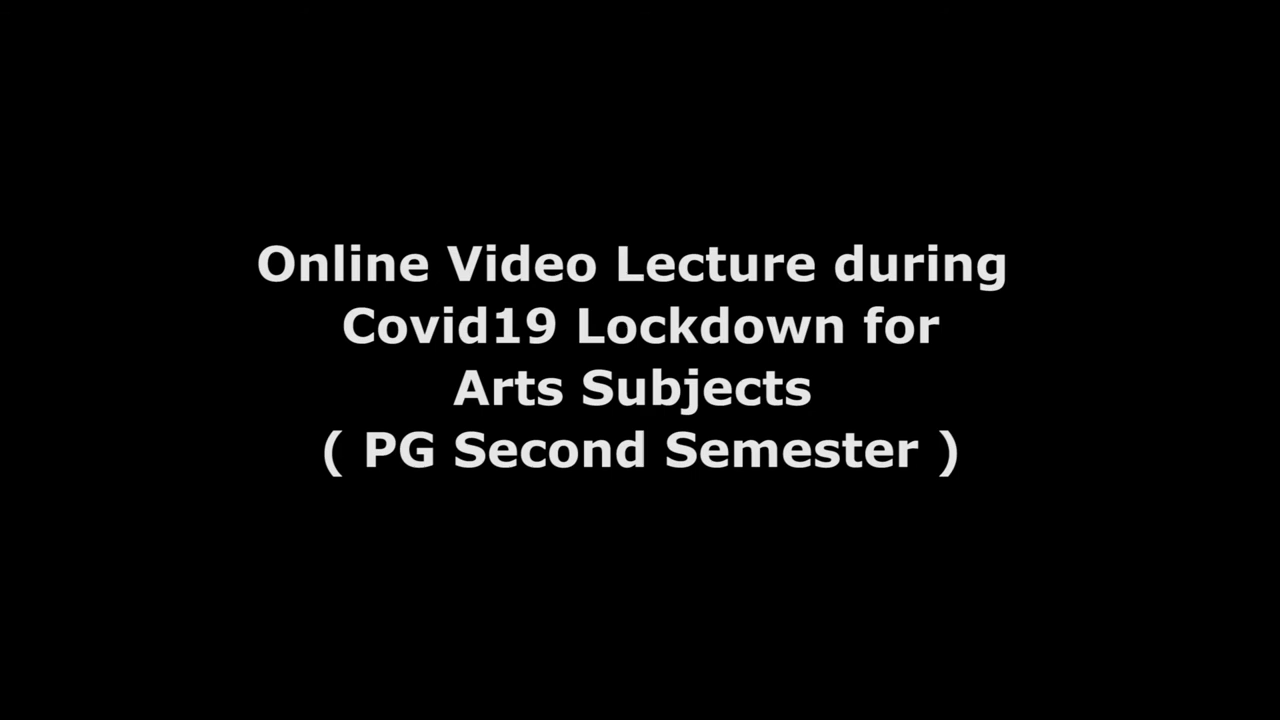 Online Video Lecture during
Covid19 Lockdown for
Arts Subjects
( PG Second Semester )